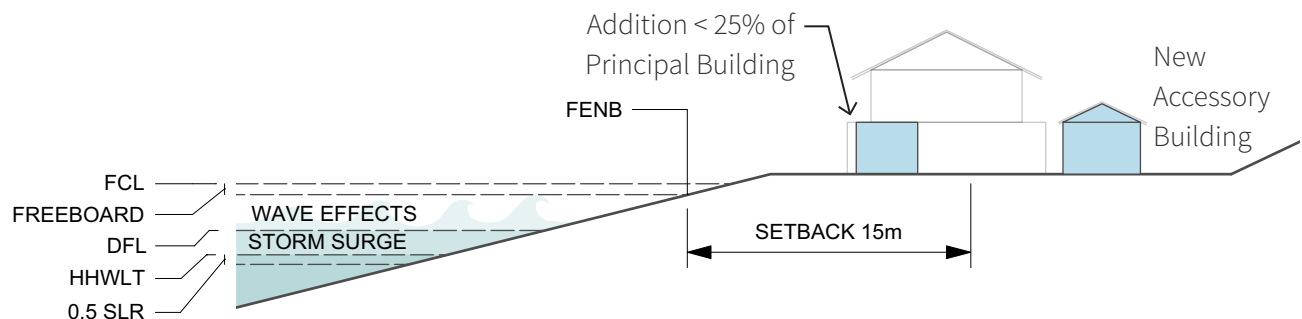 Addition < 25% of
Principal Building
New
Accessory
Building
FENB
FCL
FREEBOARD
WAVE EFFECTS
DFL
STORM SURGE
SETBACK 15m
HHWLT
0.5 SLR